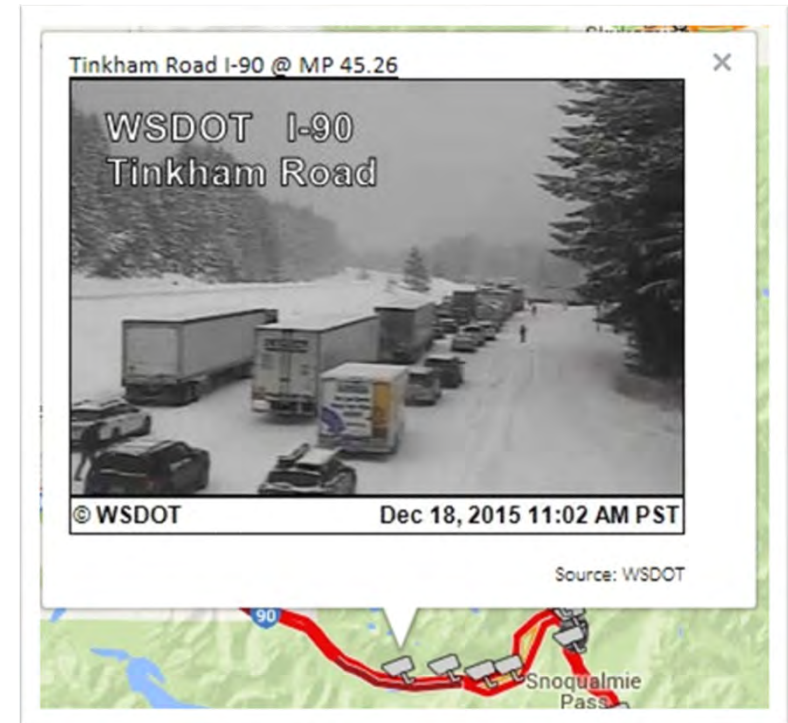 Tinkham Road I-90 @ MP 45.26
WSDOT I-90
Tinkham Road
© WSDOT
Dec 18, 2015 11:02 AM PST
Source: WSDOT
90
Snoqualmie
Pass